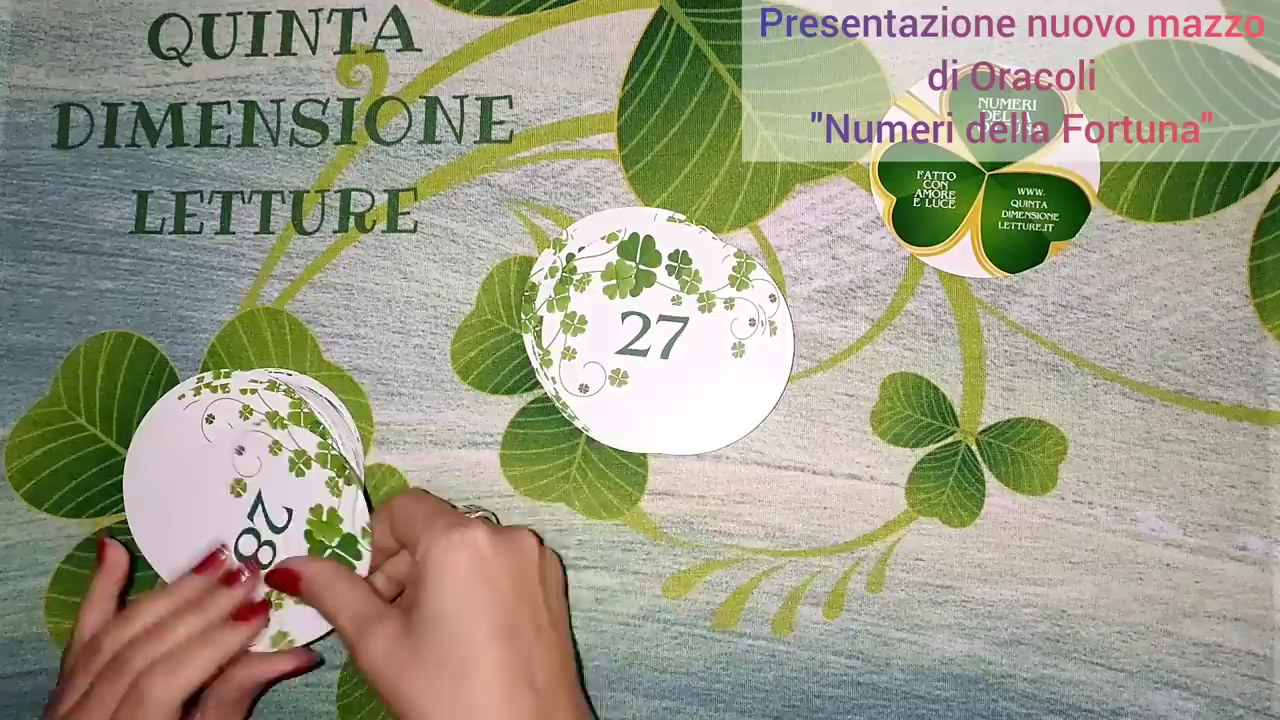 QUINTA
DIMENSIONE
LETTURE
Presentazione nuovo mazzo
di Oracoli
"Numeri della Fortuna"
NUMERI
DELLA
FATTO
CON
AMORE
E LUCE
WWW.
QUINTA
DIMENSIONE
LETTURE.IT
27
28